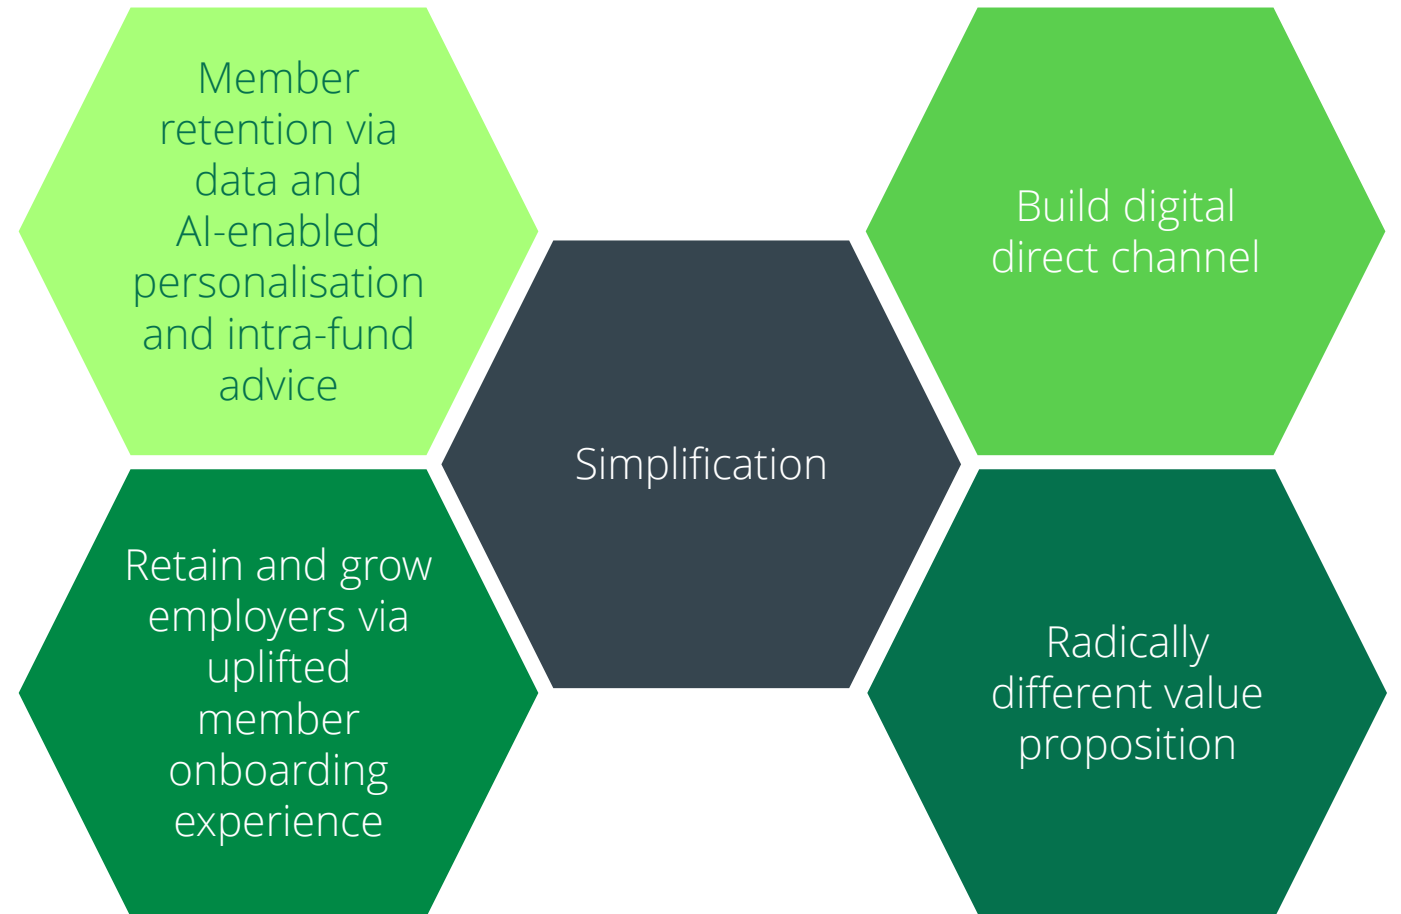 Member
retention via
data and
AI-enabled
personalisation
and intra-fund
advice
Build digital
direct channel
Simplification
Retain and grow
employers via
uplifted
member
onboarding
experience
Radically
different value
proposition